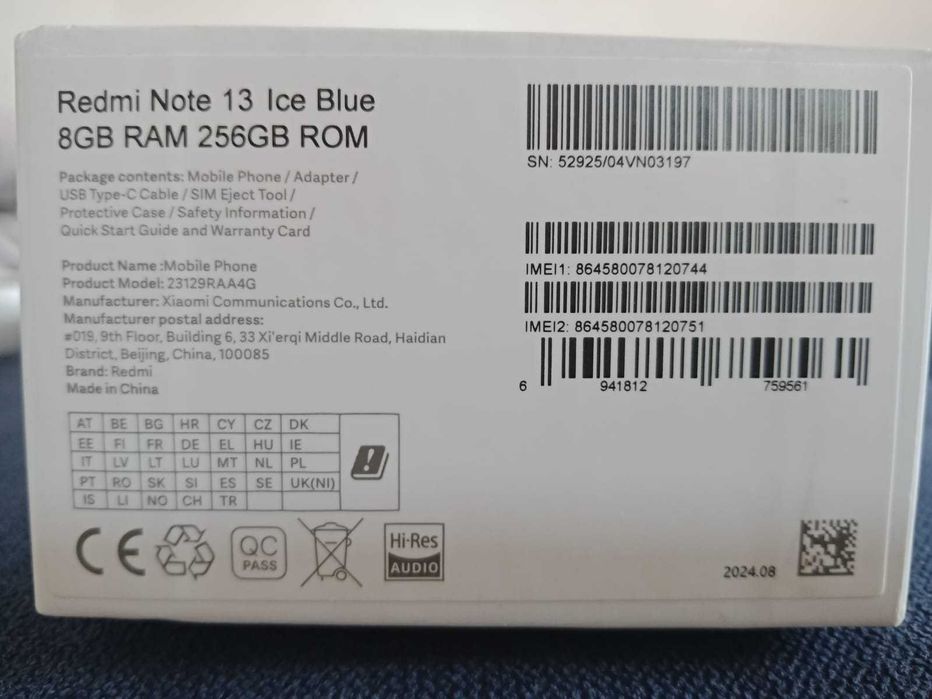 Redmi Note 13 Ice Blue
8GB RAM 256GB ROM
Package contents: Mobile Phone / Adapter /
USB Type-C Cable / SIM Eject Tool /
Protective Case / Safety Information /
Quick Start Guide and Warranty Card
Product Name :Mobile Phone
Product Model: 23129RAA4G
Manufacturer: Xiaomi Communications Co., Ltd.
Manufacturer postal address:
#019, 9th Floor, Building 6, 33 Xi'erqi Middle Road, Haidian
District, Beijing, China, 100085
Brand: Redmi
Made in China
AT BE BG HR CY CZ DK
EE FI FR DE EL HU IE
IT LV LT LU MT NL PL
PT RO SK SI ES SE UK(NI)
IS LI NO CH TR
CE
QC
PASS
Hi-Res
AUDIO
SN: 52925/04VN03197
IMEI1: 864580078120744
IMEI2: 864580078120751
6 941812 759561
2024.08